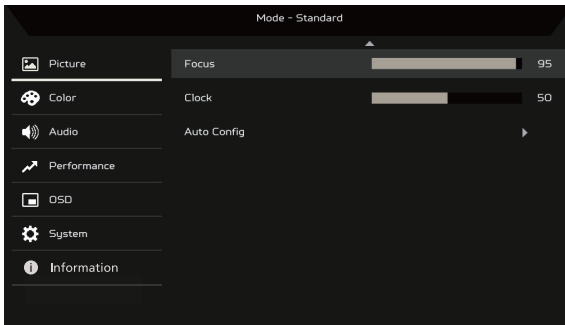 Mode - Standard
Picture
Focus 95
Color
Clock 50
Audio
Auto Config
Performance
OSD
System
Information